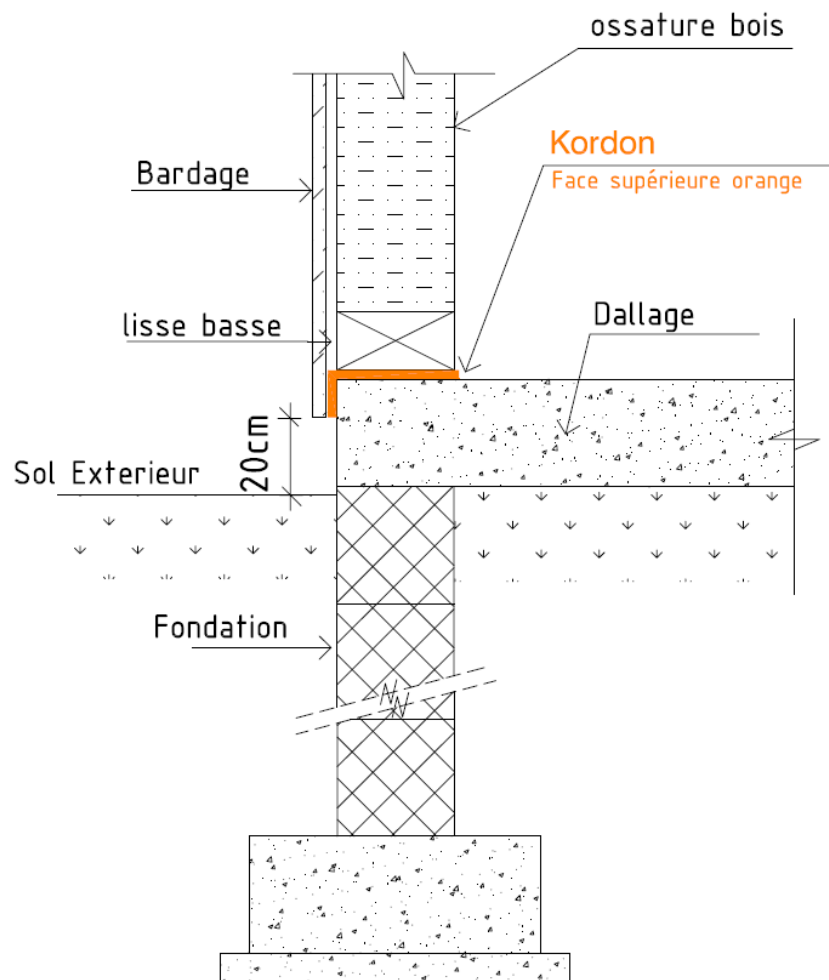 ossature bois
Kordon
Face supérieure orange
Bardage
lisse basse
Dallage
20cm
Sol Exterieur
Fondation